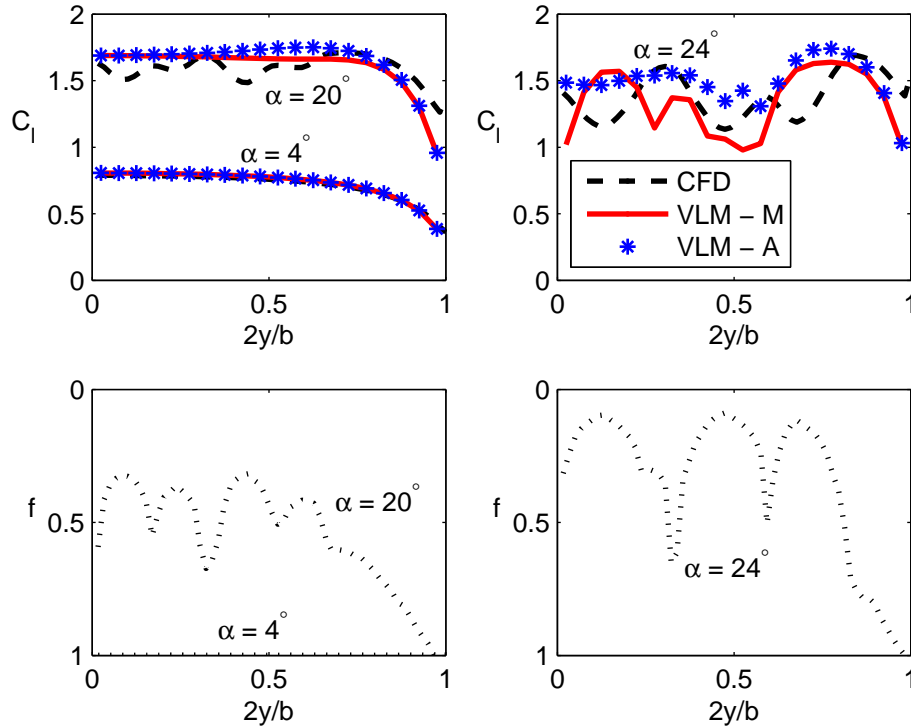 2
1.5
C_l
1
0.5
0
α = 20°
α = 4°
0
0.5
1
2y/b
2
1.5
C_l
1
0.5
0
α = 24°
CFD
VLM − M
VLM − A
0
0.5
1
2y/b
0
f
0.5
1
α = 20°
α = 4°
0
0.5
1
2y/b
0
f
0.5
1
α = 24°
0
0.5
1
2y/b